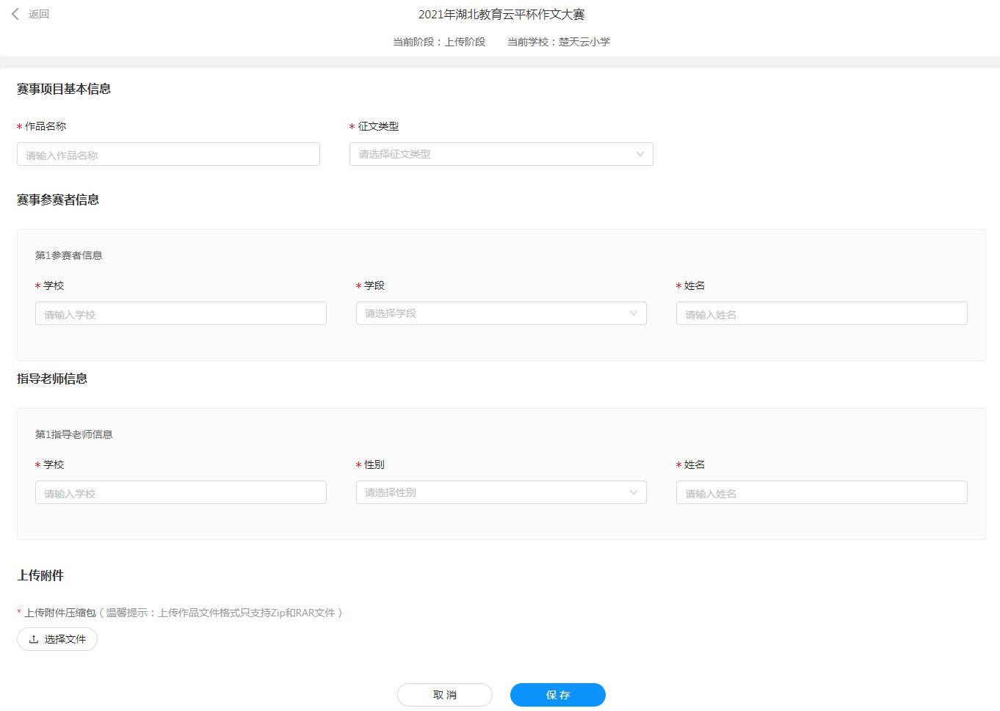 返回
2021年湖北教育云平杯作文大赛
当前阶段：上传阶段 当前学校：楚天云小学
赛事项目基本信息
* 作品名称 * 征文类型
请输入作品名称 请选择征文类型
赛事参赛者信息
第1参赛者信息
* 学校 * 学段 * 姓名
请输入学校 请选择学段 请输入姓名
指导老师信息
第1指导老师信息
* 学校 * 性别 * 姓名
请输入学校 请选择性别 请输入姓名
上传附件
* 上传附件压缩包（温馨提示：上传作品文件格式只支持Zip和RAR文件）
选择文件
取 消 保 存